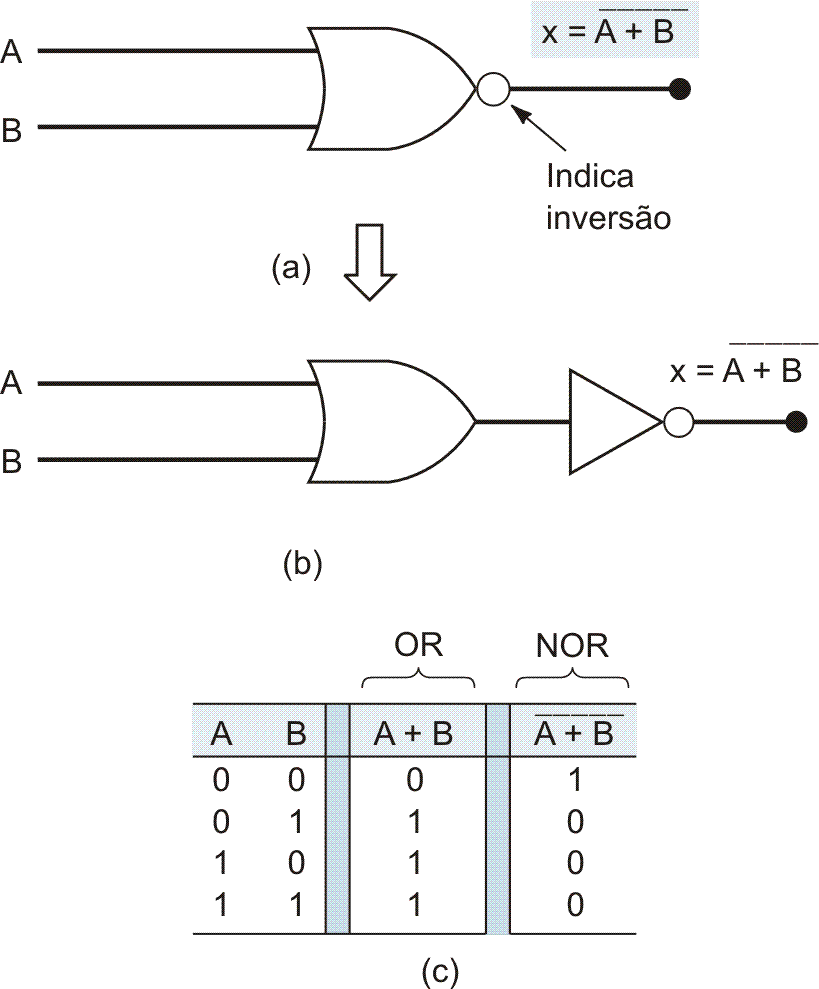 x = A̅ ̅+̅ ̅B̅
A
B
Indica
inversão
(a)
x = A̅ ̅+̅ ̅B̅
A
B
(b)
OR NOR
A B A + B A̅ ̅+̅ ̅B̅
0 0 0 1
0 1 1 0
1 0 1 0
1 1 1 0
(c)